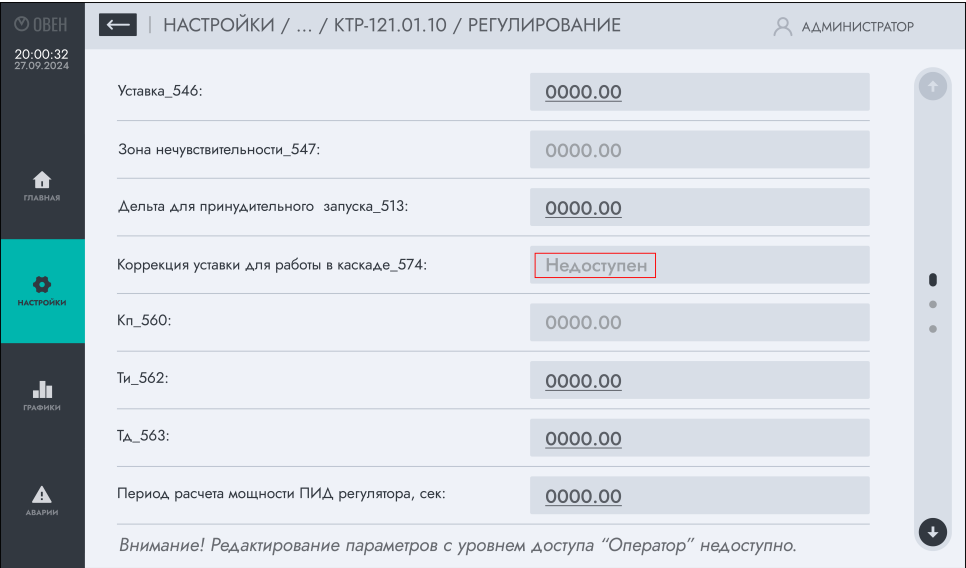 ОВЕН
20:00:32
27.09.2024
НАСТРОЙКИ / ... / КТР-121.01.10 / РЕГУЛИРОВАНИЕ
АДМИНИСТРАТОР
Уставка_546: 0000.00
Зона нечувствительности_547: 0000.00
Дельта для принудительного запуска_513: 0000.00
Коррекция уставки для работы в каскаде_574: Недоступен
Кп_560: 0000.00
Ти_562: 0000.00
Тд_563: 0000.00
Период расчета мощности ПИД регулятора, сек: 0000.00
Внимание! Редактирование параметров с уровнем доступа “Оператор” недоступно.
ГЛАВНАЯ
НАСТРОЙКИ
ГРАФИКИ
АВАРИИ